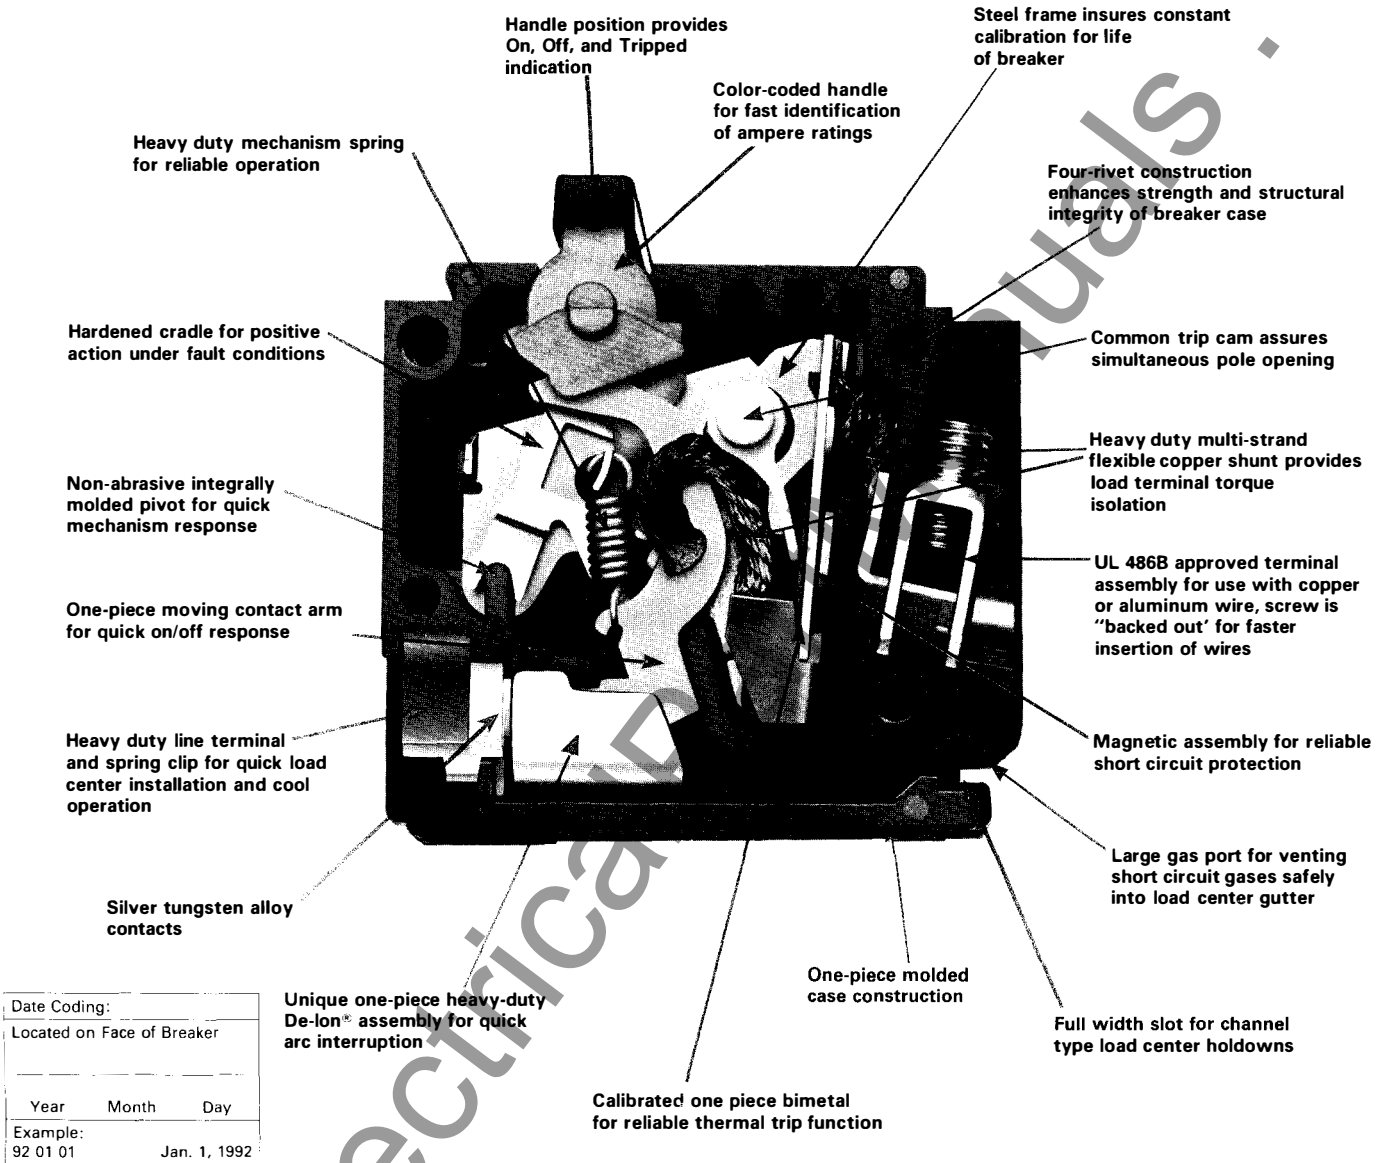 Handle position provides
On, Off, and Tripped
indication
Steel frame insures constant
calibration for life
of breaker
Color-coded handle
for fast identification
of ampere ratings
Heavy duty mechanism spring
for reliable operation
Four-rivet construction
enhances strength and structural
integrity of breaker case
Hardened cradle for positive
action under fault conditions
Common trip cam assures
simultaneous pole opening
Heavy duty multi-strand
flexible copper shunt provides
load terminal torque
isolation
Non-abrasive integrally
molded pivot for quick
mechanism response
UL 486B approved terminal
assembly for use with copper
or aluminum wire, screw is
"backed out' for faster
insertion of wires
One-piece moving contact arm
for quick on/off response
Heavy duty line terminal
and spring clip for quick load
center installation and cool
operation
Magnetic assembly for reliable
short circuit protection
Large gas port for venting
short circuit gases safely
into load center gutter
Silver tungsten alloy
contacts
One-piece molded
case construction
Unique one-piece heavy-duty
De-Ion® assembly for quick
arc interruption
Full width slot for channel
type load center holdowns
Calibrated one piece bimetal
for reliable thermal trip function
Date Coding:
Located on Face of Breaker
Year Month Day
Example:
92 01 01 Jan. 1, 1992